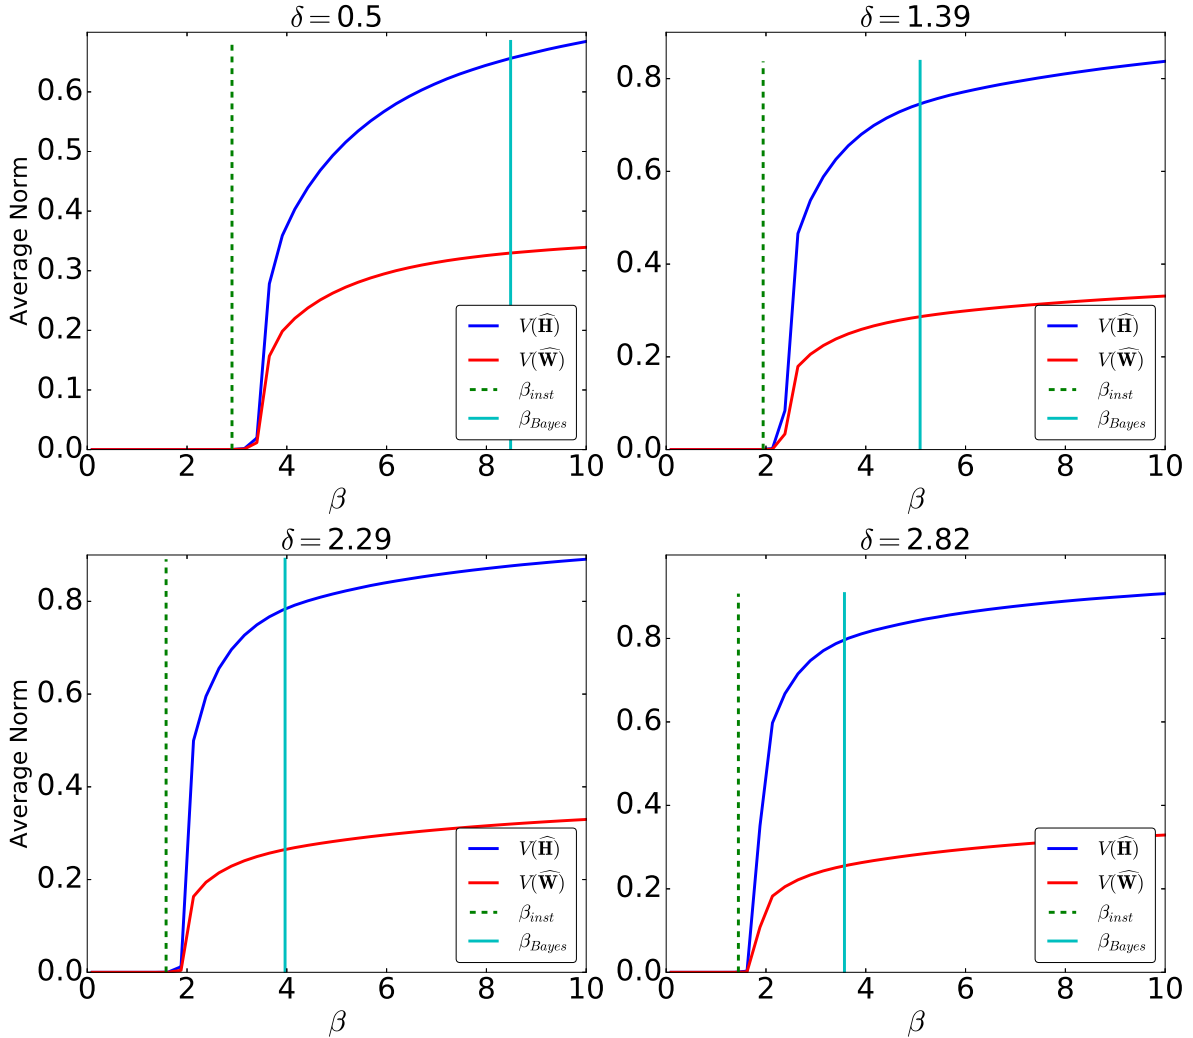 δ = 0.5
Average Norm
0.6
0.5
0.4
0.3
0.2
0.1
0.0
0 2 4 6 8 10
β
V(Ĥ)
V(Ŵ)
β_inst
β_Bayes
δ = 1.39
0.8
0.6
0.4
0.2
0.0
0 2 4 6 8 10
β
V(Ĥ)
V(Ŵ)
β_inst
β_Bayes
δ = 2.29
Average Norm
0.8
0.6
0.4
0.2
0.0
0 2 4 6 8 10
β
V(Ĥ)
V(Ŵ)
β_inst
β_Bayes
δ = 2.82
0.8
0.6
0.4
0.2
0.0
0 2 4 6 8 10
β
V(Ĥ)
V(Ŵ)
β_inst
β_Bayes